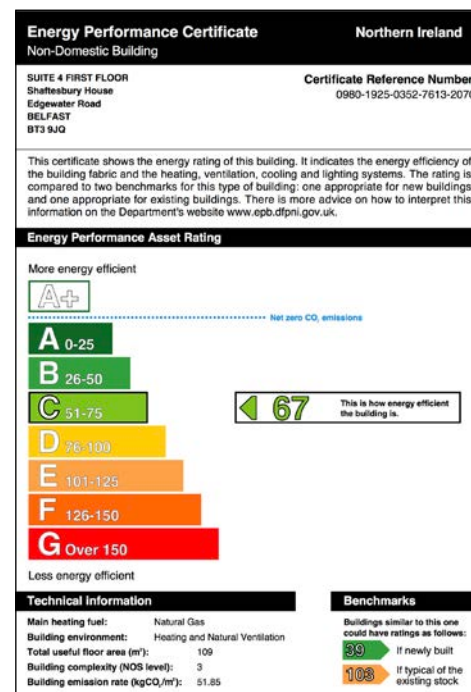 Energy Performance Certificate
Northern Ireland
Non-Domestic Building
SUITE 4 FIRST FLOOR
Shaftesbury House
Edgewater Road
BELFAST
BT3 9JQ
Certificate Reference Number
0980-1925-0352-7613-2070
This certificate shows the energy rating of this building. It indicates the energy efficiency of
the building fabric and the heating, ventilation, cooling and lighting systems. The rating is
compared to two benchmarks for this type of building: one appropriate for new buildings
and one appropriate for existing buildings. There is more advice on how to interpret this
information on the Department's website www.epb.dfpni.gov.uk.
Energy Performance Asset Rating
More energy efficient
A+
Net zero CO₂ emissions
A 0-25
B 26-50
C 51-75
67
This is how energy efficient
the building is.
D 76-100
E 101-125
F 126-150
G Over 150
Less energy efficient
Technical information
Main heating fuel: Natural Gas
Building environment: Heating and Natural Ventilation
Total useful floor area (m²): 109
Building complexity (NOS level): 3
Building emission rate (kgCO₂/m²): 51.85
Benchmarks
Buildings similar to this one
could have ratings as follows:
39 If newly built
103 If typical of the
existing stock